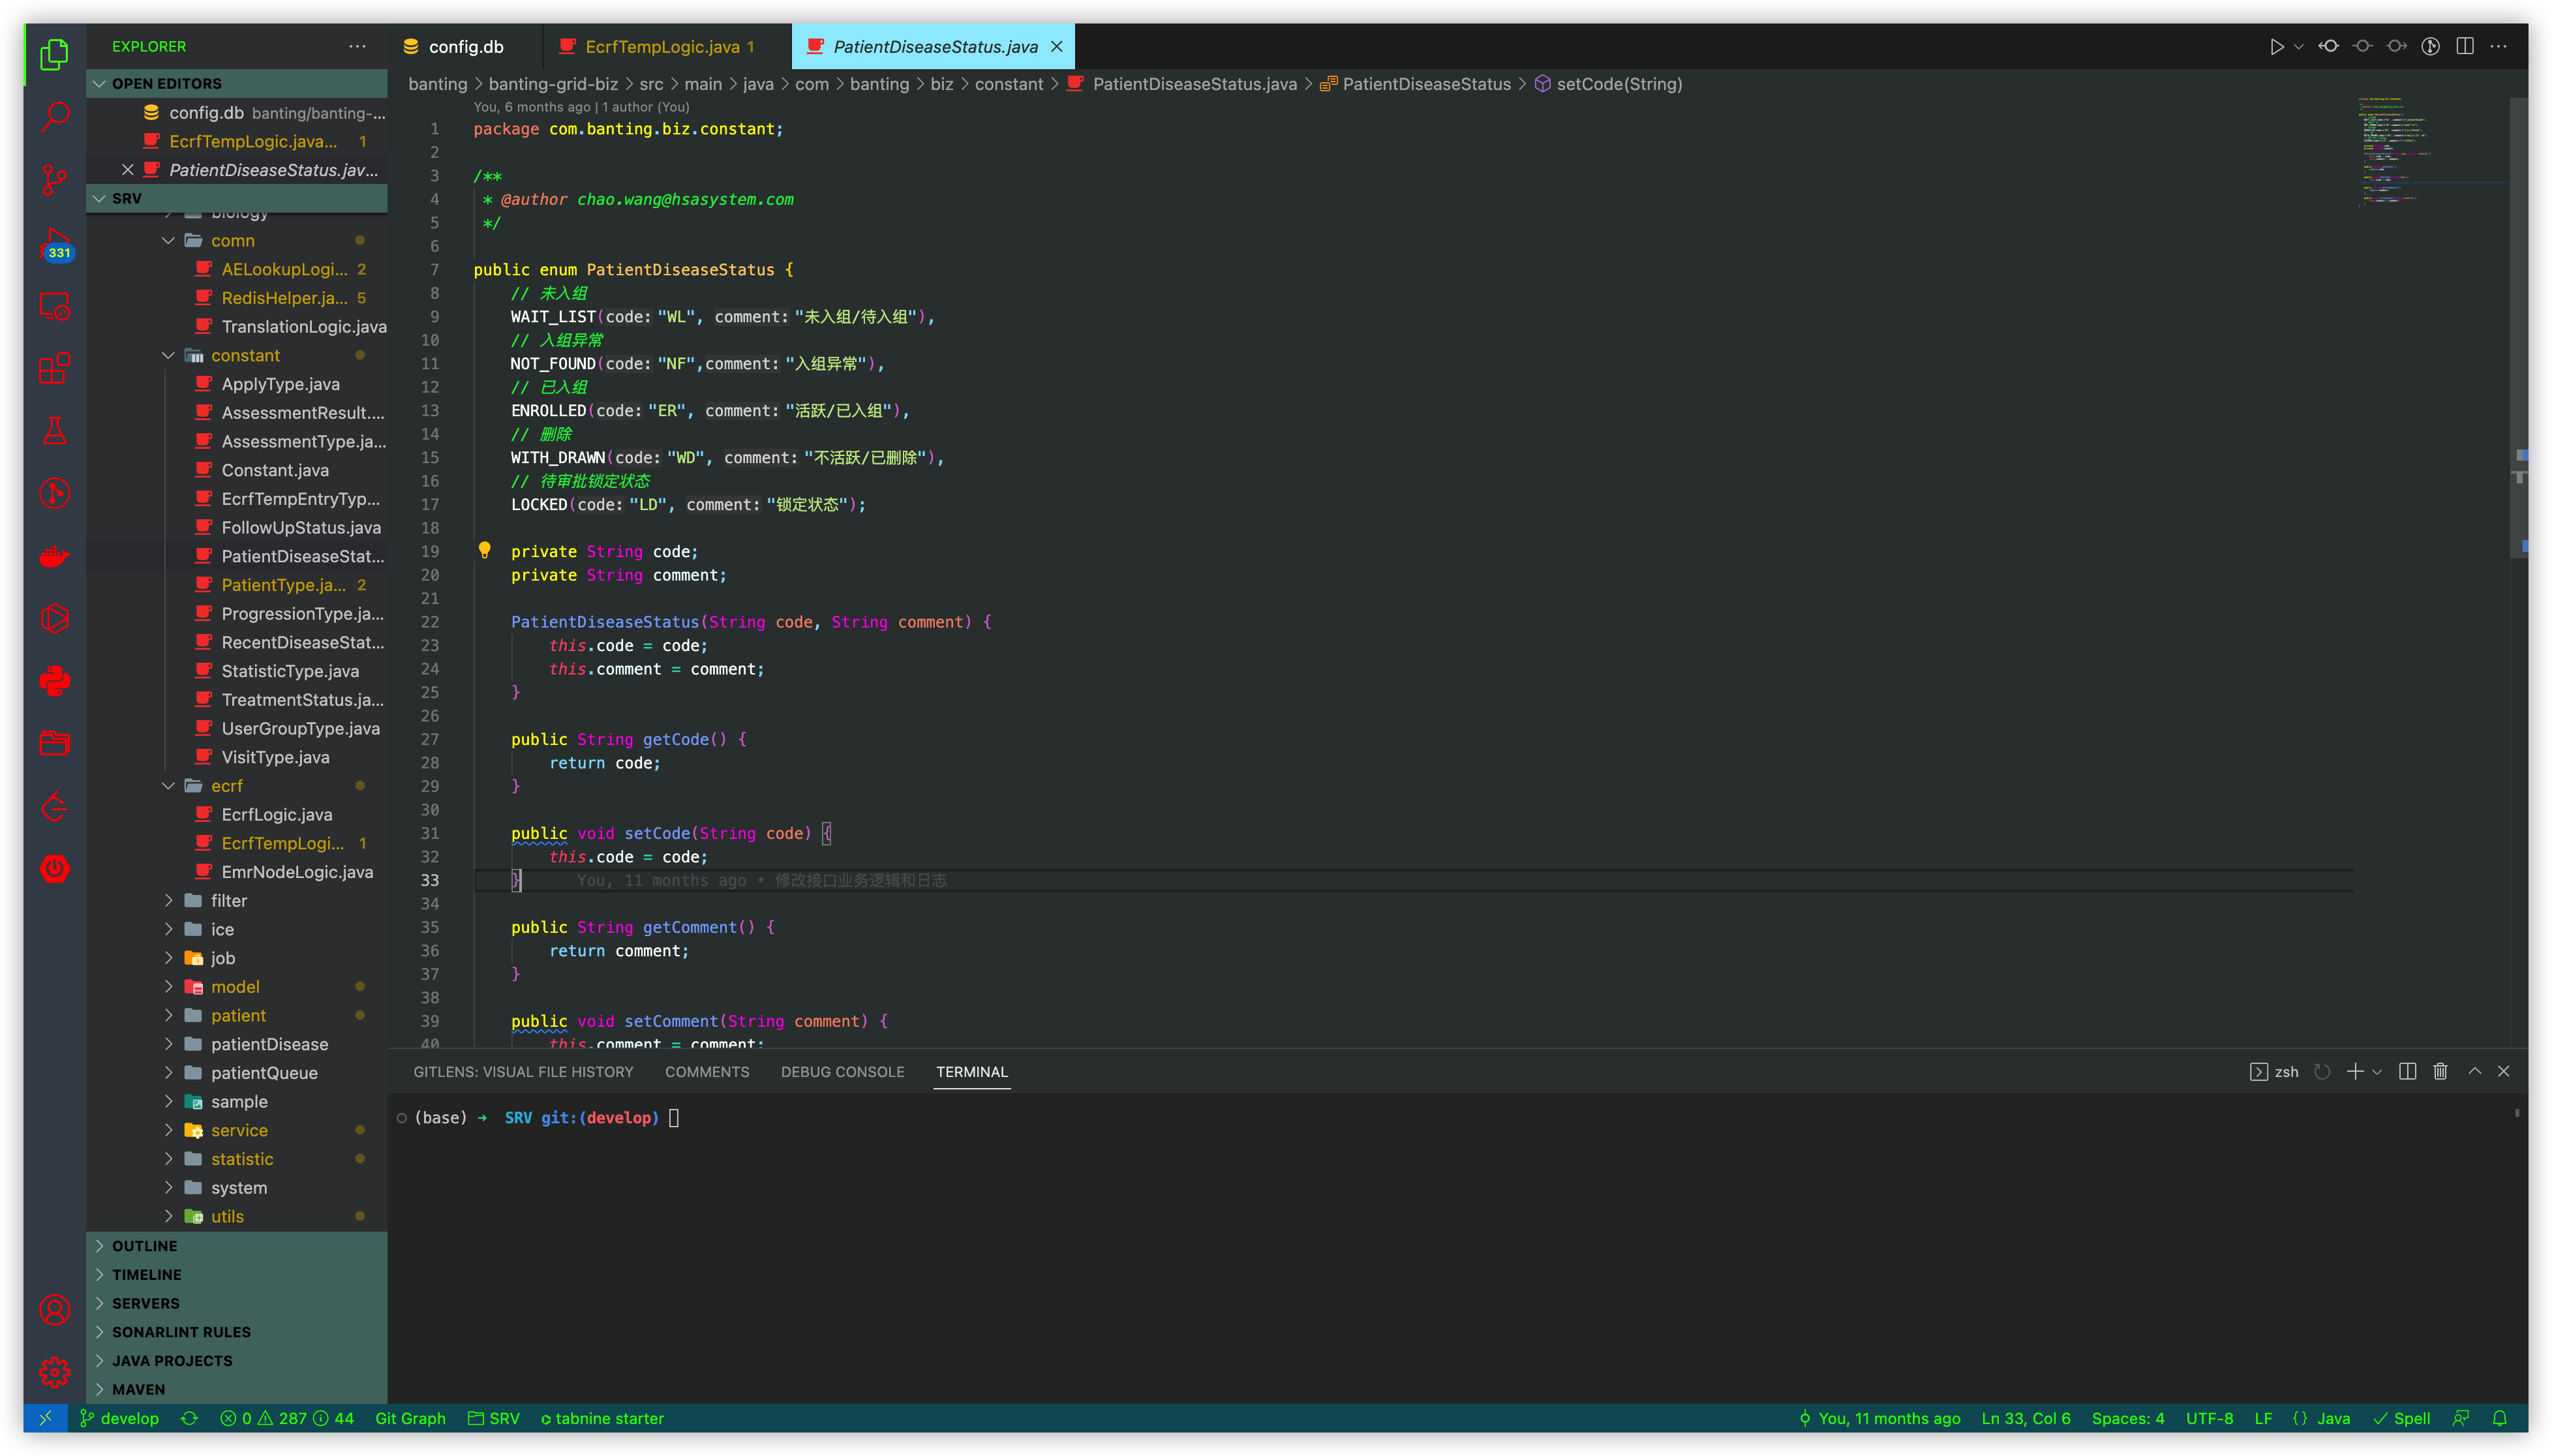 EXPLORER
OPEN EDITORS
config.db banting/banting-...
EcrfTempLogic.java... 1
PatientDiseaseStatus.jav...
SRV
biology
comn
AELookupLogi... 2
RedisHelper.ja... 5
TranslationLogic.java
constant
ApplyType.java
AssessmentResult....
AssessmentType.ja...
Constant.java
EcrfTempEntryTyp...
FollowUpStatus.java
PatientDiseaseStat...
PatientType.ja... 2
ProgressionType.ja...
RecentDiseaseStat...
StatisticType.java
TreatmentStatus.ja...
UserGroupType.java
VisitType.java
ecrf
EcrfLogic.java
EcrfTempLogi... 1
EmrNodeLogic.java
filter
ice
job
model
patient
patientDisease
patientQueue
sample
service
statistic
system
utils
OUTLINE
TIMELINE
SERVERS
SONARLINT RULES
JAVA PROJECTS
MAVEN
331
config.db
EcrfTempLogic.java 1
PatientDiseaseStatus.java
banting > banting-grid-biz > src > main > java > com > banting > biz > constant > PatientDiseaseStatus.java > PatientDiseaseStatus > setCode(String)
You, 6 months ago | 1 author (You)
1 package com.banting.biz.constant;
2
3 /**
4 * @author chao.wang@hsasystem.com
5 */
6
7 public enum PatientDiseaseStatus {
8 // 未入组
9 WAIT_LIST(code: "WL", comment: "未入组/待入组"),
10 // 入组异常
11 NOT_FOUND(code: "NF",comment: "入组异常"),
12 // 已入组
13 ENROLLED(code: "ER", comment: "活跃/已入组"),
14 // 删除
15 WITH_DRAWN(code: "WD", comment: "不活跃/已删除"),
16 // 待审批锁定状态
17 LOCKED(code: "LD", comment: "锁定状态");
18
19 private String code;
20 private String comment;
21
22 PatientDiseaseStatus(String code, String comment) {
23 this.code = code;
24 this.comment = comment;
25 }
26
27 public String getCode() {
28 return code;
29 }
30
31 public void setCode(String code) {
32 this.code = code;
33 } You, 11 months ago • 修改接口业务逻辑和日志
34
35 public String getComment() {
36 return comment;
37 }
38
39 public void setComment(String comment) {
40 this.comment = comment;
GITLENS: VISUAL FILE HISTORY COMMENTS DEBUG CONSOLE TERMINAL
zsh
(base) → SRV git:(develop)
develop 0 287 44 Git Graph SRV tabnine starter
You, 11 months ago Ln 33, Col 6 Spaces: 4 UTF-8 LF {} Java Spell